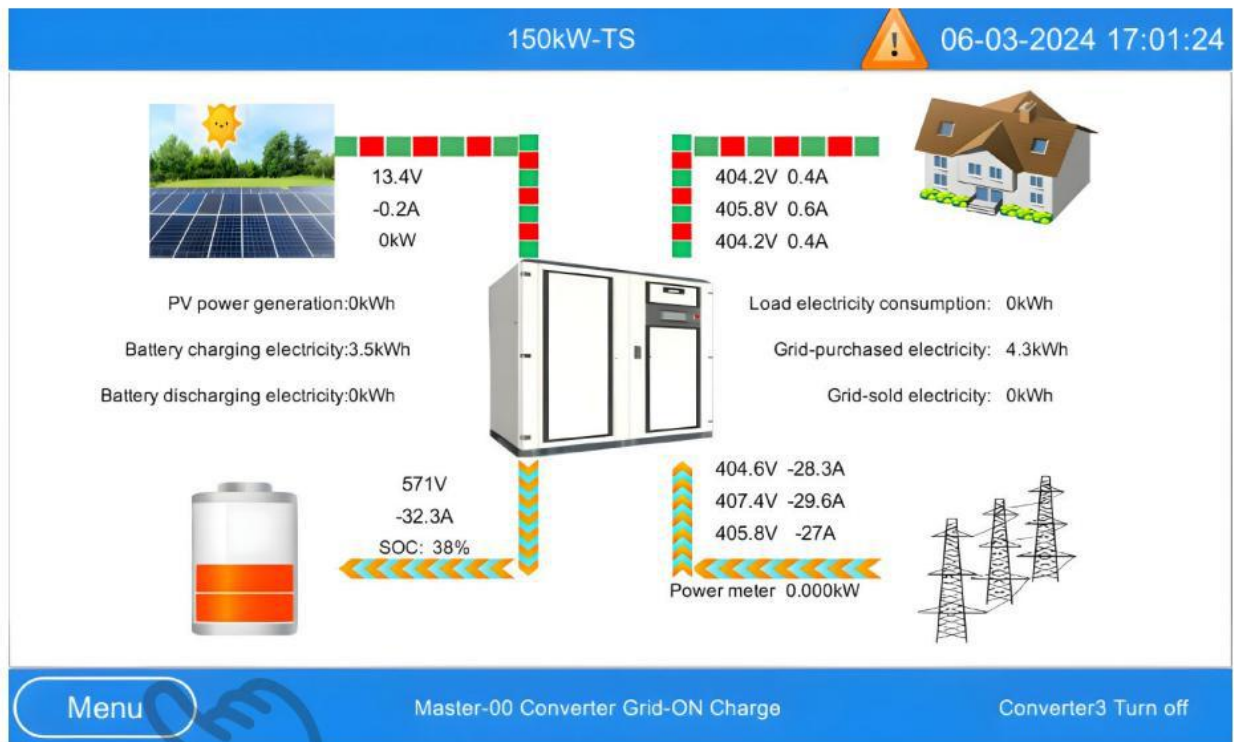 150kW-TS
06-03-2024 17:01:24
13.4V
-0.2A
0kW
404.2V 0.4A
405.8V 0.6A
404.2V 0.4A
PV power generation:0kWh
Battery charging electricity:3.5kWh
Battery discharging electricity:0kWh
Load electricity consumption: 0kWh
Grid-purchased electricity: 4.3kWh
Grid-sold electricity: 0kWh
571V
-32.3A
SOC: 38%
404.6V -28.3A
407.4V -29.6A
405.8V -27A
Power meter 0.000kW
Menu
Master-00 Converter Grid-ON Charge
Converter3 Turn off